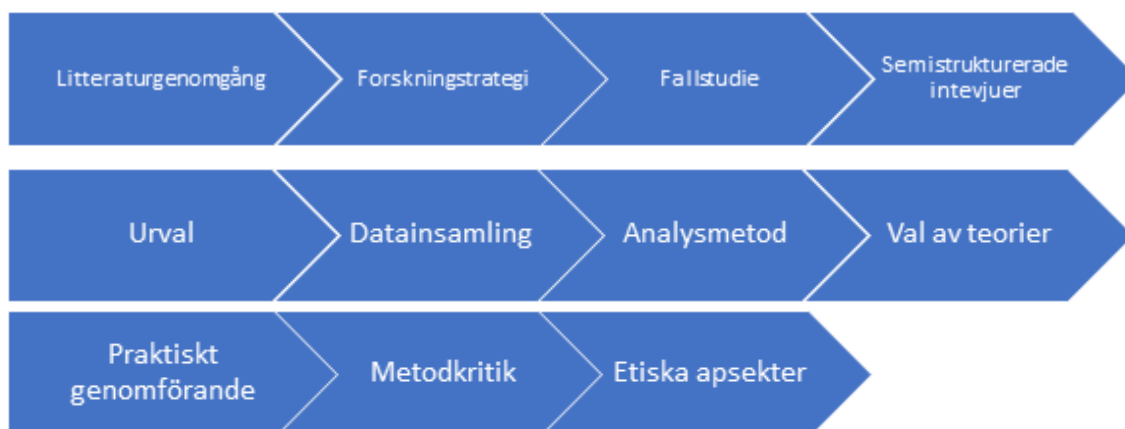 Litteraturgenomgång
Forskningstrategi
Fallstudie
Semistrukturerade
intevjuer
Urval
Datainsamling
Analysmetod
Val av teorier
Praktiskt
genomförande
Metodkritik
Etiska apsekter